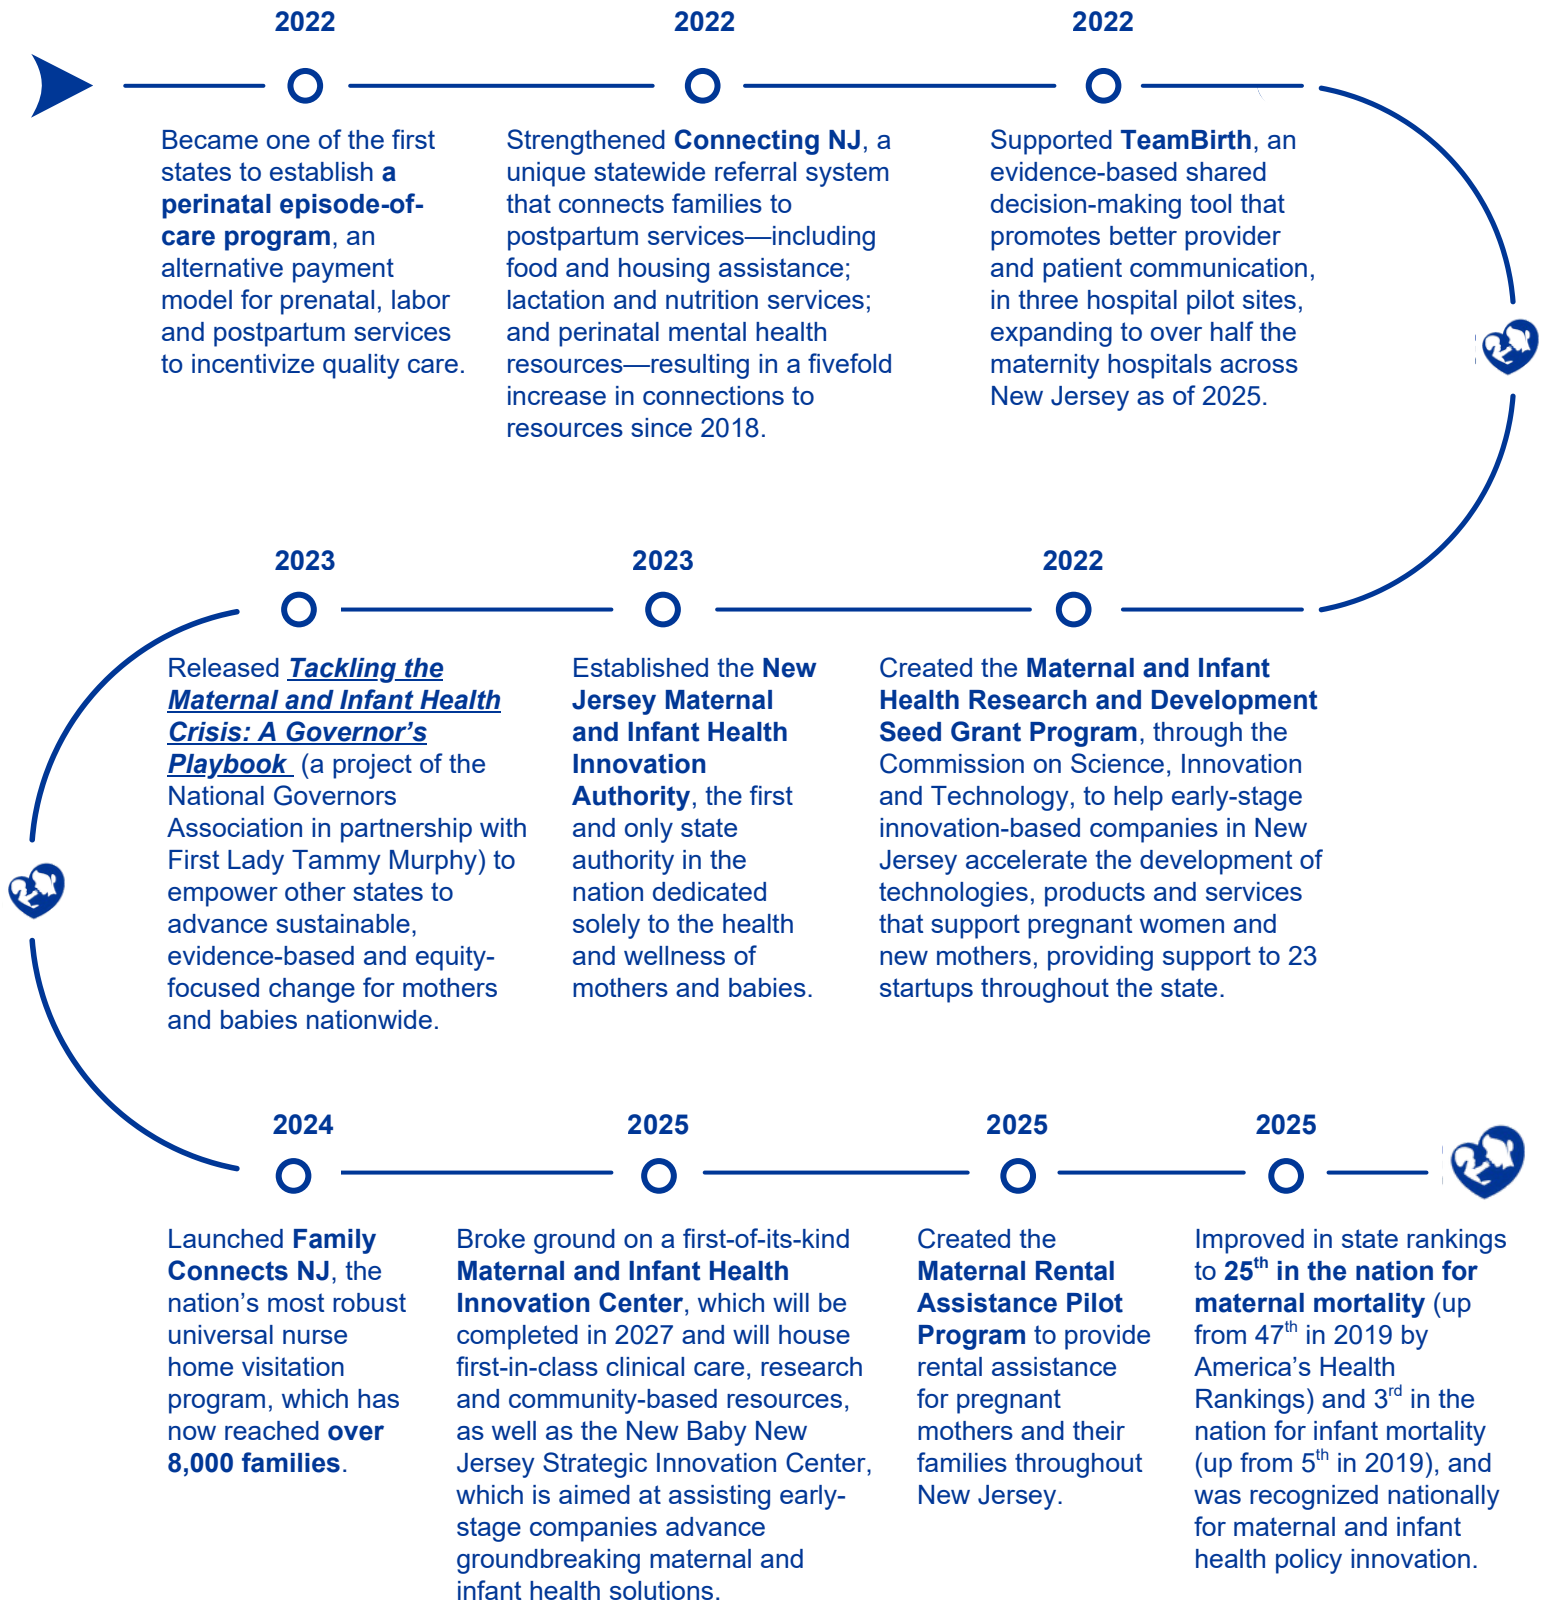 2022
Became one of the first
states to establish a
perinatal episode-of-
care program, an
alternative payment
model for prenatal, labor
and postpartum services
to incentivize quality care.
2022
Strengthened Connecting NJ, a
unique statewide referral system
that connects families to
postpartum services—including
food and housing assistance;
lactation and nutrition services;
and perinatal mental health
resources—resulting in a fivefold
increase in connections to
resources since 2018.
2022
Supported TeamBirth, an
evidence-based shared
decision-making tool that
promotes better provider
and patient communication,
in three hospital pilot sites,
expanding to over half the
maternity hospitals across
New Jersey as of 2025.
2022
Created the Maternal and Infant
Health Research and Development
Seed Grant Program, through the
Commission on Science, Innovation
and Technology, to help early-stage
innovation-based companies in New
Jersey accelerate the development of
technologies, products and services
that support pregnant women and
new mothers, providing support to 23
startups throughout the state.
2023
Established the New
Jersey Maternal
and Infant Health
Innovation
Authority, the first
and only state
authority in the
nation dedicated
solely to the health
and wellness of
mothers and babies.
2023
Released Tackling the
Maternal and Infant Health
Crisis: A Governor’s
Playbook (a project of the
National Governors
Association in partnership with
First Lady Tammy Murphy) to
empower other states to
advance sustainable,
evidence-based and equity-
focused change for mothers
and babies nationwide.
2024
Launched Family
Connects NJ, the
nation’s most robust
universal nurse
home visitation
program, which has
now reached over
8,000 families.
2025
Broke ground on a first-of-its-kind
Maternal and Infant Health
Innovation Center, which will be
completed in 2027 and will house
first-in-class clinical care, research
and community-based resources,
as well as the New Baby New
Jersey Strategic Innovation Center,
which is aimed at assisting early-
stage companies advance
groundbreaking maternal and
infant health solutions.
2025
Created the
Maternal Rental
Assistance Pilot
Program to provide
rental assistance
for pregnant
mothers and their
families throughout
New Jersey.
2025
Improved in state rankings
to 25th in the nation for
maternal mortality (up
from 47th in 2019 by
America’s Health
Rankings) and 3rd in the
nation for infant mortality
(up from 5th in 2019), and
was recognized nationally
for maternal and infant
health policy innovation.